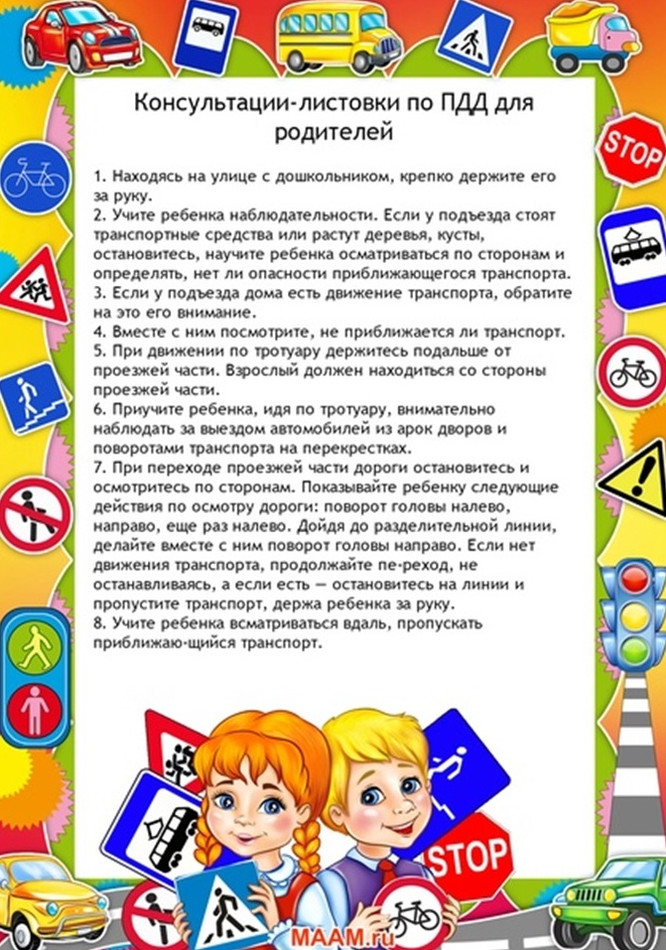 Консультации-листовки по ПДД для
родителей
1. Находясь на улице с дошкольником, крепко держите его
за руку.
2. Учите ребенка наблюдательности. Если у подъезда стоят
транспортные средства или растут деревья, кусты,
остановитесь, научите ребенка осматриваться по сторонам и
определять, нет ли опасности приближающегося транспорта.
3. Если у подъезда дома есть движение транспорта, обратите
на это его внимание.
4. Вместе с ним посмотрите, не приближается ли транспорт.
5. При движении по тротуару держитесь подальше от
проезжей части. Взрослый должен находиться со стороны
проезжей части.
6. Приучите ребенка, идя по тротуару, внимательно
наблюдать за выездом автомобилей из арок дворов и
поворотами транспорта на перекрестках.
7. При переходе проезжей части дороги остановитесь и
осмотритесь по сторонам. Показывайте ребенку следующие
действия по осмотру дороги: поворот головы налево,
направо, еще раз налево. Дойдя до разделительной линии,
делайте вместе с ним поворот головы направо. Если нет
движения транспорта, продолжайте пе-реход, не
останавливаясь, а если есть — остановитесь на линии и
пропустите транспорт, держа ребенка за руку.
8. Учите ребенка всматриваться вдаль, пропускать
приближаю-щийся транспорт.
STOP
STOP
MAAM.ru